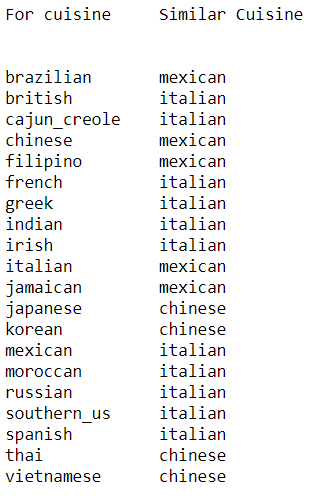 For cuisine Similar Cuisine
brazilian mexican
british italian
cajun_creole italian
chinese mexican
filipino mexican
french italian
greek italian
indian italian
irish italian
italian mexican
jamaican mexican
japanese chinese
korean chinese
mexican italian
moroccan italian
russian italian
southern_us italian
spanish italian
thai chinese
vietnamese chinese